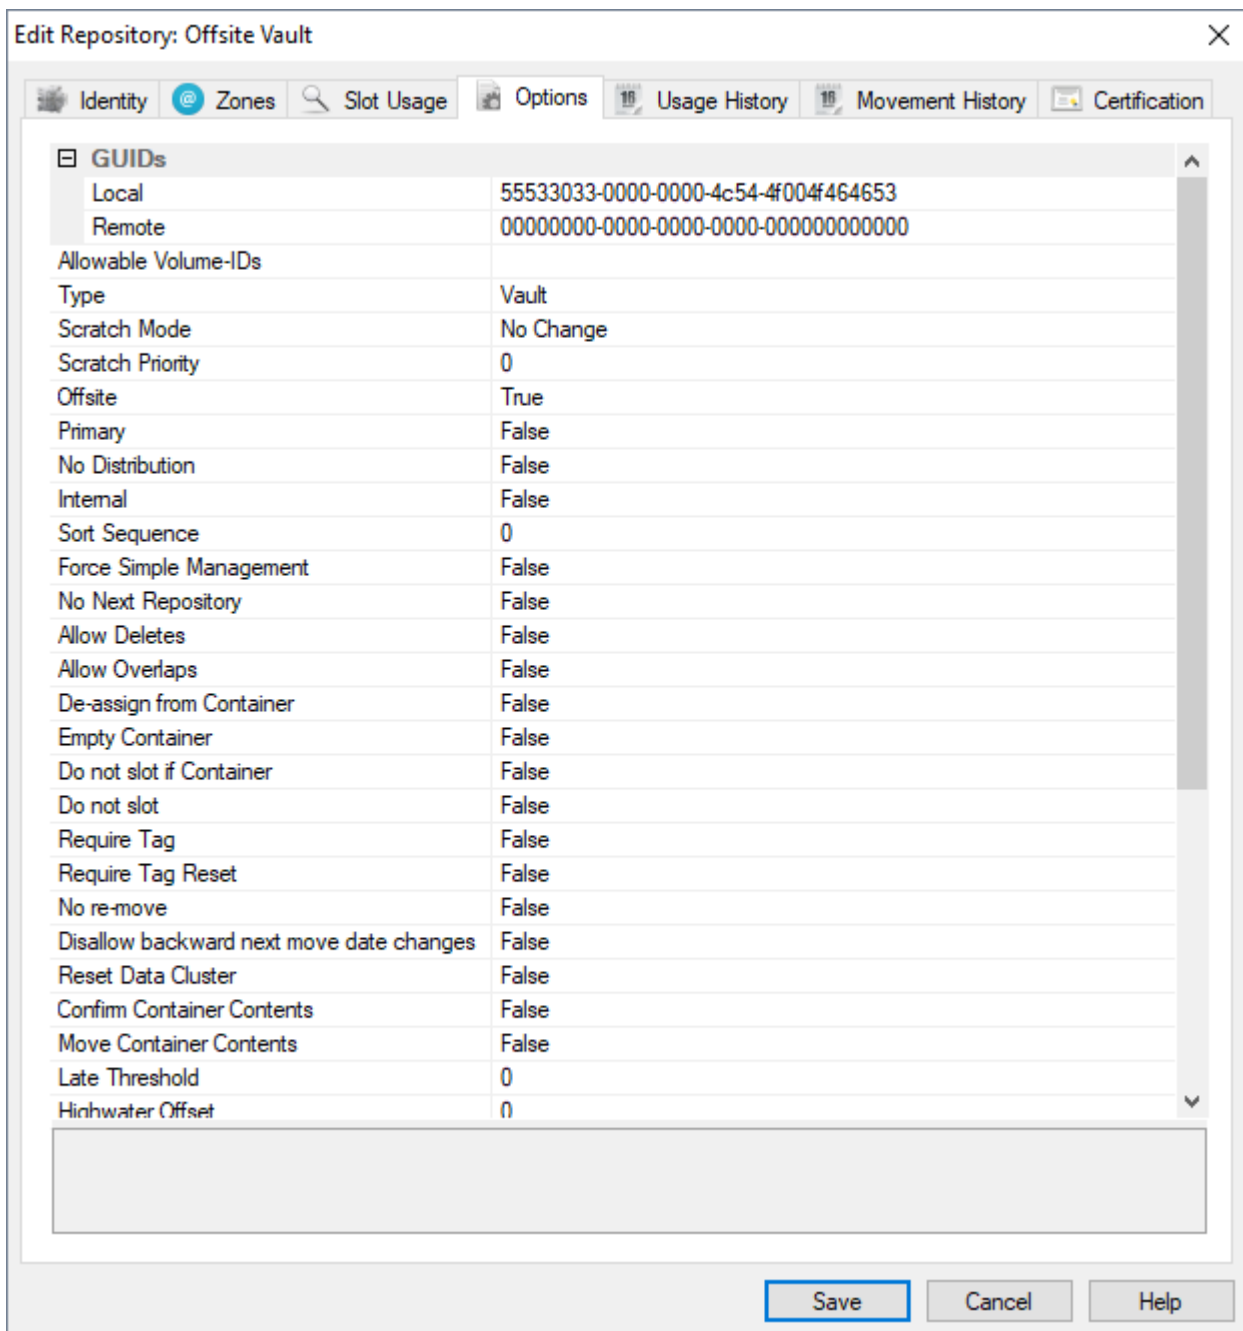 Edit Repository: Offsite Vault
Identity Zones Slot Usage Options Usage History Movement History Certification
GUIDs
Local 55533033-0000-0000-4c54-4f004f464653
Remote 00000000-0000-0000-0000-000000000000
Allowable Volume-IDs
Type Vault
Scratch Mode No Change
Scratch Priority 0
Offsite True
Primary False
No Distribution False
Internal False
Sort Sequence 0
Force Simple Management False
No Next Repository False
Allow Deletes False
Allow Overlaps False
De-assign from Container False
Empty Container False
Do not slot if Container False
Do not slot False
Require Tag False
Require Tag Reset False
No re-move False
Disallow backward next move date changes False
Reset Data Cluster False
Confirm Container Contents False
Move Container Contents False
Late Threshold 0
Highwater Offset 0
Save Cancel Help